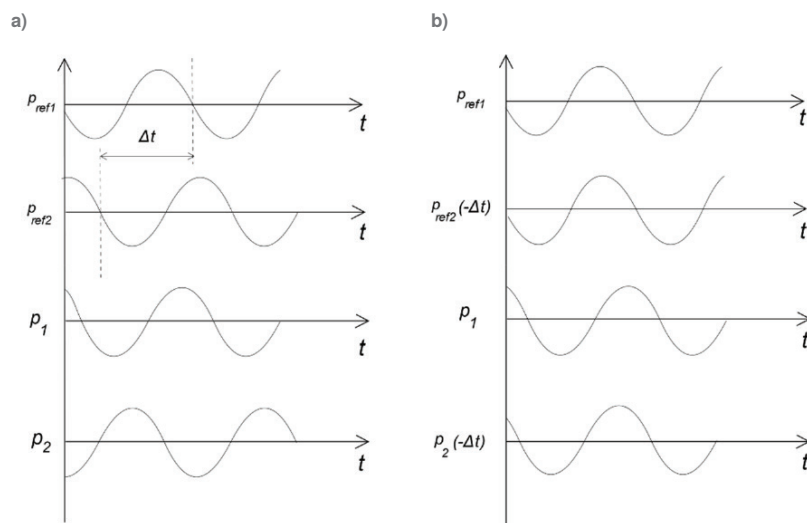 a)
p_ref1
t
Δt
p_ref2
t
p_1
t
p_2
t
b)
p_ref1
t
p_ref2 (-Δt)
t
p_1
t
p_2 (-Δt)
t